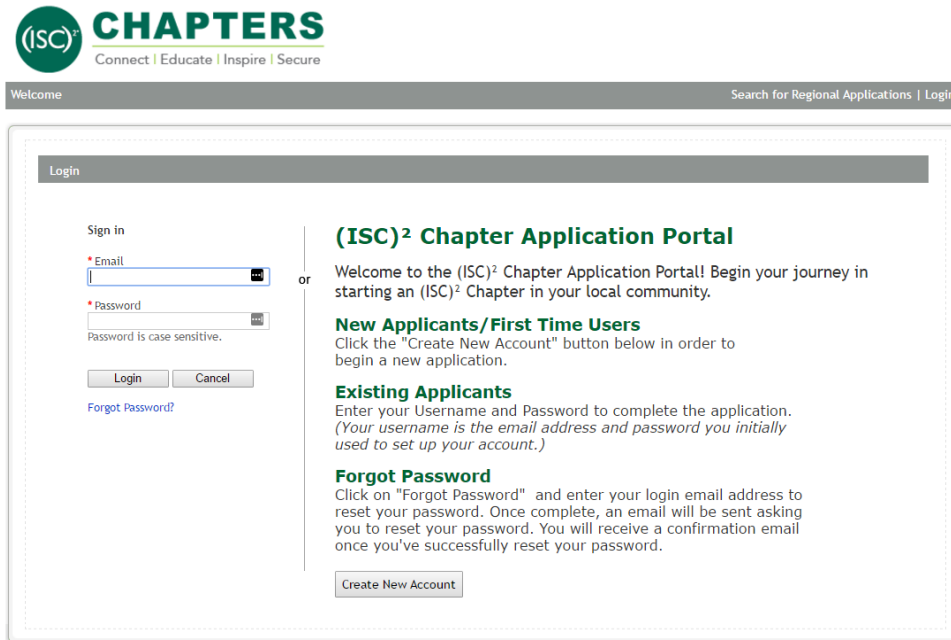 (ISC)²
CHAPTERS
Connect | Educate | Inspire | Secure
Welcome
Search for Regional Applications | Login
Login
Sign in
* Email
* Password
Password is case sensitive.
Login
Cancel
Forgot Password?
or
(ISC)² Chapter Application Portal
Welcome to the (ISC)² Chapter Application Portal! Begin your journey in
starting an (ISC)² Chapter in your local community.
New Applicants/First Time Users
Click the "Create New Account" button below in order to
begin a new application.
Existing Applicants
Enter your Username and Password to complete the application.
(Your username is the email address and password you initially
used to set up your account.)
Forgot Password
Click on "Forgot Password"  and enter your login email address to
reset your password. Once complete, an email will be sent asking
you to reset your password. You will receive a confirmation email
once you've successfully reset your password.
Create New Account